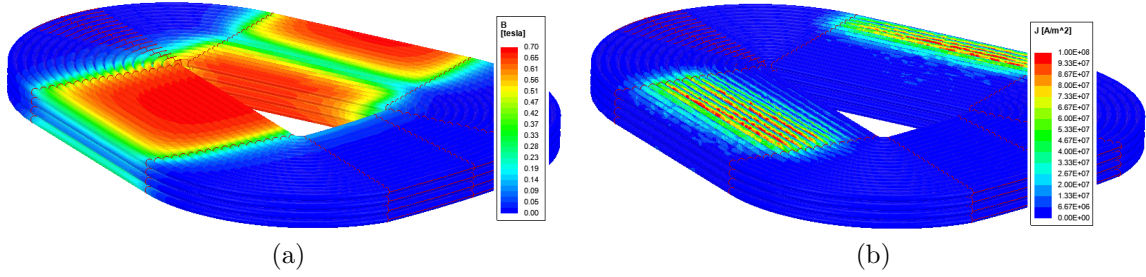 B
[tesla]
0.70
0.61
0.56
0.51
0.47
0.42
0.37
0.33
0.28
0.23
0.19
0.14
0.09
0.05
0.00
J [A/m^2]
1.00E+08
9.33E+07
8.67E+07
8.00E+07
7.33E+07
6.67E+07
6.00E+07
5.33E+07
4.67E+07
4.00E+07
3.33E+07
2.67E+07
2.00E+07
1.33E+07
6.67E+06
0.00E+00
(a)
(b)